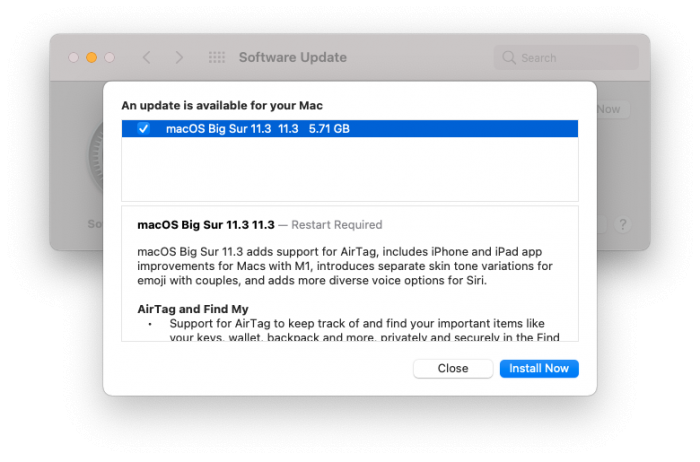 Software Update
Search
An update is available for your Mac
Now
macOS Big Sur 11.3 11.3 5.71 GB
So
?
macOS Big Sur 11.3 11.3 — Restart Required
macOS Big Sur 11.3 adds support for AirTag, includes iPhone and iPad app
improvements for Macs with M1, introduces separate skin tone variations for
emoji with couples, and adds more diverse voice options for Siri.
AirTag and Find My
• Support for AirTag to keep track of and find your important items like
your keys, wallet, backpack and more, privately and securely in the Find
Close
Install Now